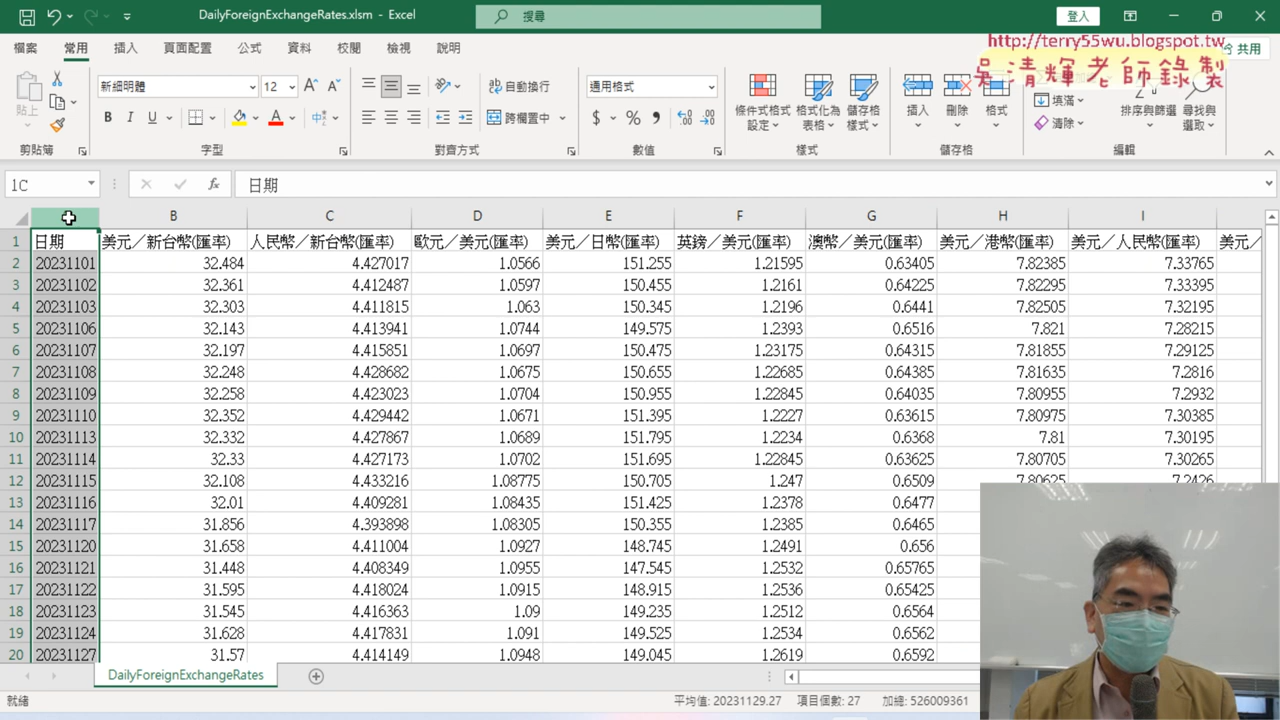 DailyForeignExchangeRates.xlsm - Excel
搜尋
登入
檔案 常用 插入 頁面配置 公式 資料 校閱 檢視 說明
共用
http://terry55wu.blogspot.tw
吳清輝老師錄製
貼上
新細明體 12
B I U
自動換行
跨欄置中
通用格式
$ % ,
條件式格式設定 格式化為表格 儲存格樣式
插入 刪除 格式
填滿
清除
排序與篩選 尋找與選取
剪貼簿 字型 對齊方式 數值 樣式 儲存格 編輯
1C
fx
日期
B C D E F G H I
1 日期 美元／新台幣(匯率) 人民幣／新台幣(匯率) 歐元／美元(匯率) 美元／日幣(匯率) 英鎊／美元(匯率) 澳幣／美元(匯率) 美元／港幣(匯率) 美元／人民幣(匯率) 美元／
2 20231101 32.484 4.427017 1.0566 151.255 1.21595 0.63405 7.82385 7.33765
3 20231102 32.361 4.412487 1.0597 150.455 1.2161 0.64225 7.82295 7.33395
4 20231103 32.303 4.411815 1.063 150.345 1.2196 0.6441 7.82505 7.32195
5 20231106 32.143 4.413941 1.0744 149.575 1.2393 0.6516 7.821 7.28215
6 20231107 32.197 4.415851 1.0697 150.475 1.23175 0.64315 7.81855 7.29125
7 20231108 32.248 4.428682 1.0675 150.655 1.22685 0.64385 7.81635 7.2816
8 20231109 32.258 4.423023 1.0704 150.955 1.22845 0.64035 7.80955 7.2932
9 20231110 32.352 4.429442 1.0671 151.395 1.2227 0.63615 7.80975 7.30385
10 20231113 32.332 4.427867 1.0689 151.795 1.2234 0.6368 7.81 7.30195
11 20231114 32.33 4.427173 1.0702 151.695 1.22845 0.63625 7.80705 7.30265
12 20231115 32.108 4.433216 1.08775 150.705 1.247 0.6509 7.80625 7.2426
13 20231116 32.01 4.409281 1.08435 151.425 1.2378 0.6477
14 20231117 31.856 4.393898 1.08305 150.355 1.2385 0.6465
15 20231120 31.658 4.411004 1.0927 148.745 1.2491 0.656
16 20231121 31.448 4.408349 1.0955 147.545 1.2532 0.65765
17 20231122 31.595 4.418024 1.0915 148.915 1.2536 0.65425
18 20231123 31.545 4.416363 1.09 149.235 1.2512 0.6564
19 20231124 31.628 4.417831 1.091 149.525 1.2534 0.6562
20 20231127 31.57 4.414149 1.0948 149.045 1.2619 0.6592
DailyForeignExchangeRates
就緒
平均值: 20231129.27 項目個數: 27 加總: 526009361